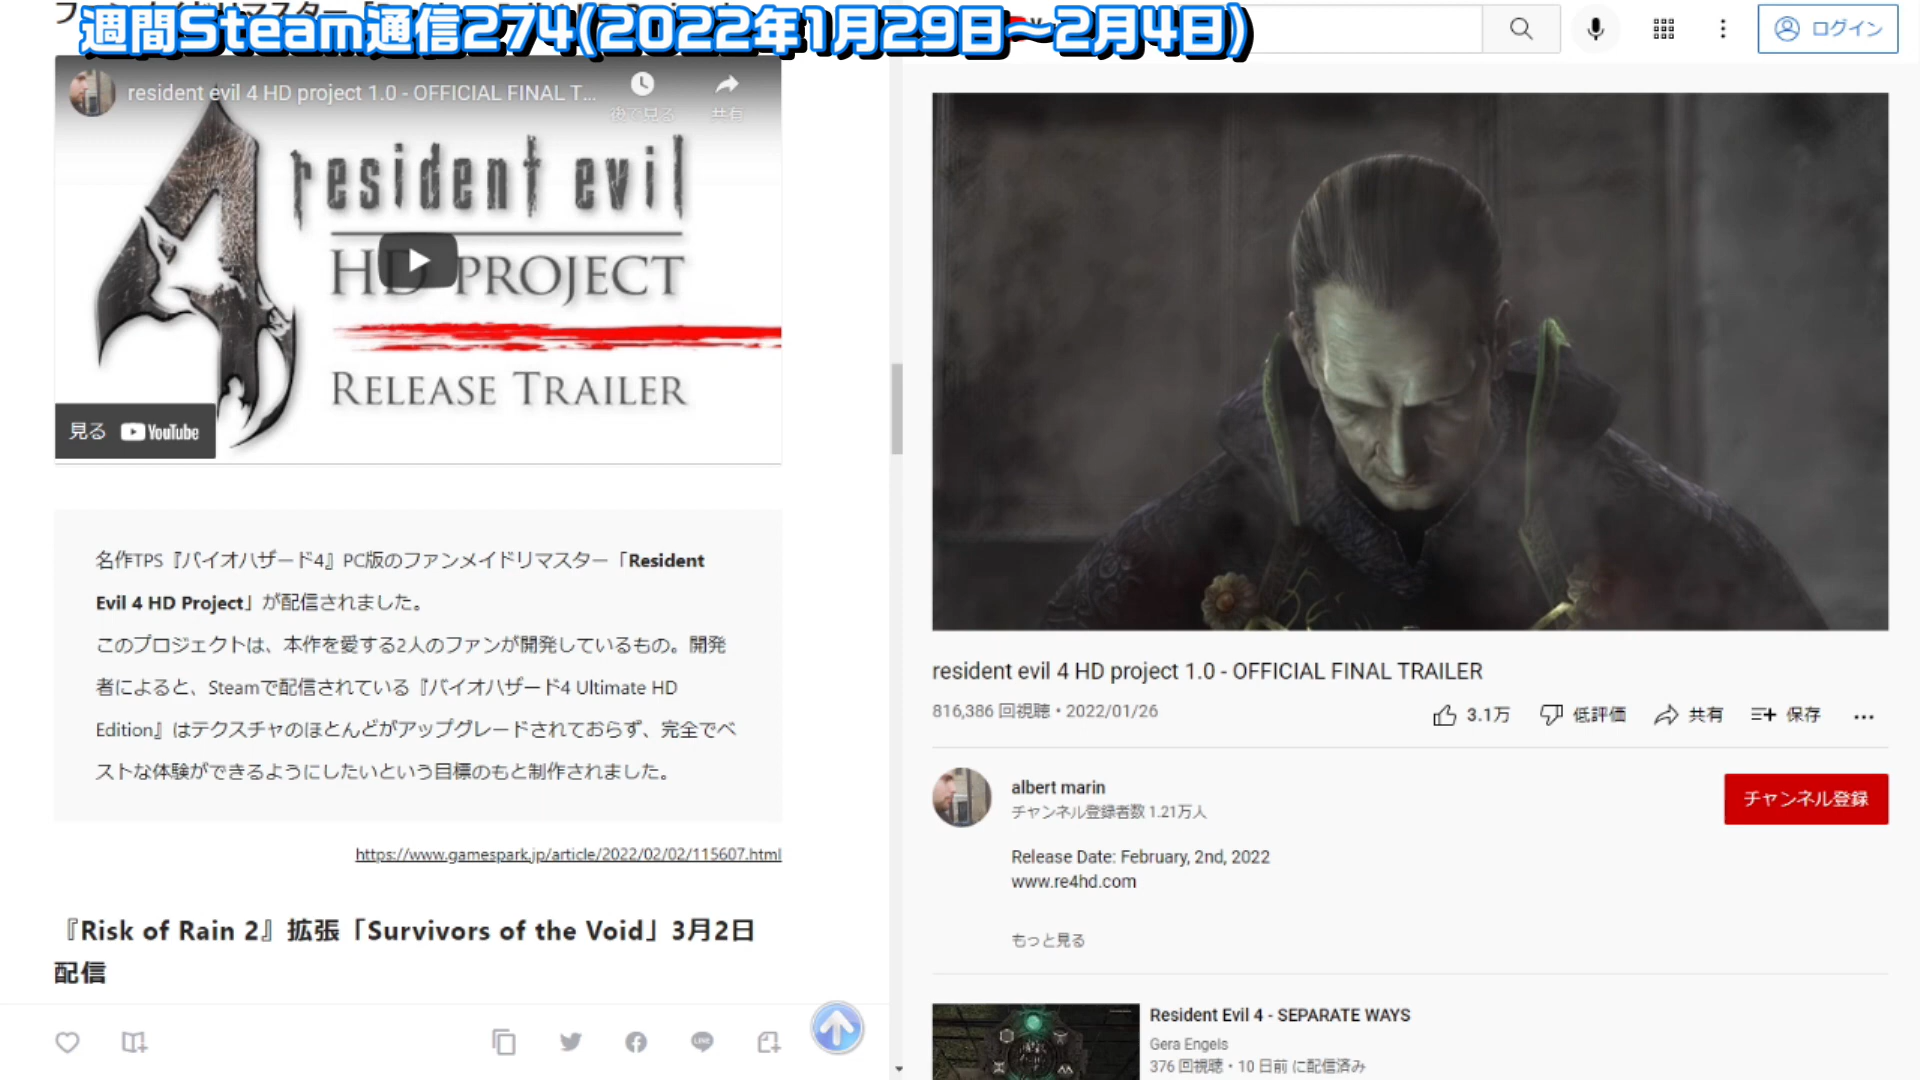 週間Steam通信274(2022年1月29日～2月4日)
ログイン
resident evil 4 HD project 1.0 - OFFICIAL FINAL T...
後で見る
共有
4
resident evil
HD PROJECT
RELEASE TRAILER
見る YouTube
名作TPS『バイオハザード4』PC版のファンメイドリマスター「Resident
Evil 4 HD Project」が配信されました。
このプロジェクトは、本作を愛する2人のファンが開発しているもの。開発
者によると、Steamで配信されている『バイオハザード4 Ultimate HD
Edition』はテクスチャのほとんどがアップグレードされておらず、完全でベ
ストな体験ができるようにしたいという目標のもと制作されました。
https://www.gamespark.jp/article/2022/02/02/115607.html
『Risk of Rain 2』拡張「Survivors of the Void」3月2日
配信
LINE
resident evil 4 HD project 1.0 - OFFICIAL FINAL TRAILER
816,386 回視聴・2022/01/26
3.1万
低評価
共有
保存
albert marin
チャンネル登録者数 1.21万人
チャンネル登録
Release Date: February, 2nd, 2022
www.re4hd.com
もっと見る
Resident Evil 4 - SEPARATE WAYS
Gera Engels
376 回視聴・10 日前 に配信済み